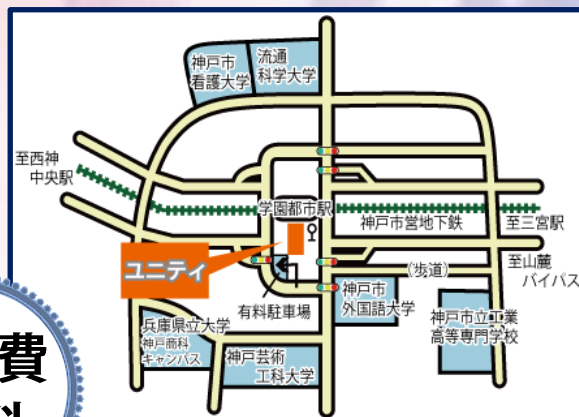 神戸市
看護大学
流通
科学大学
至西神
中央駅
学園都市駅
神戸市営地下鉄
至三宮駅
ユニティ
至山麓
バイパス
(歩道)
有料駐車場
神戸市
外国語大学
神戸市立工業
高等専門学校
兵庫県立大学
神戸商科
キャンパス
神戸芸術
工科大学
費